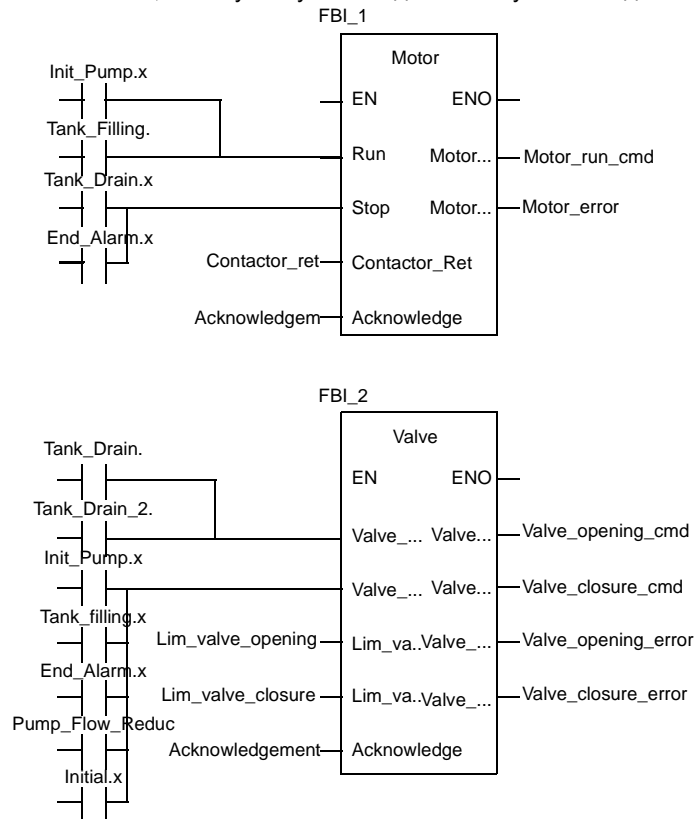 FBI_1
Motor
Init_Pump.x
EN ENO
Tank_Filling.
Run Motor... Motor_run_cmd
Tank_Drain.x
Stop Motor... Motor_error
End_Alarm.x
Contactor_ret Contactor_Ret
Acknowledgem Acknowledge
FBI_2
Valve
Tank_Drain.
EN ENO
Tank_Drain_2.
Valve_... Valve... Valve_opening_cmd
Init_Pump.x
Valve_... Valve... Valve_closure_cmd
Tank_filling.x
Lim_valve_opening Lim_va.. Valve_... Valve_opening_error
End_Alarm.x
Lim_valve_closure Lim_va.. Valve_... Valve_closure_error
Pump_Flow_Reduc
Acknowledgement Acknowledge
Initial.x